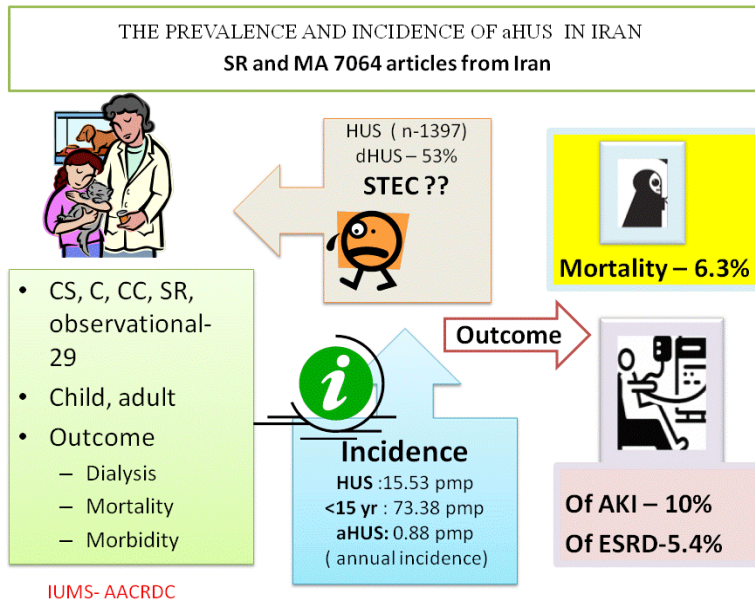 THE PREVALENCE AND INCIDENCE OF aHUS IN IRAN
SR and MA 7064 articles from Iran
HUS ( n-1397)
dHUS – 53%
STEC ??
Mortality – 6.3%
• CS, C, CC, SR,
observational-
29
• Child, adult
• Outcome
– Dialysis
– Mortality
– Morbidity
i
Incidence
HUS :15.53 pmp
<15 yr : 73.38 pmp
aHUS: 0.88 pmp
( annual incidence)
Outcome
Of AKI – 10%
Of ESRD-5.4%
IUMS- AACRDC